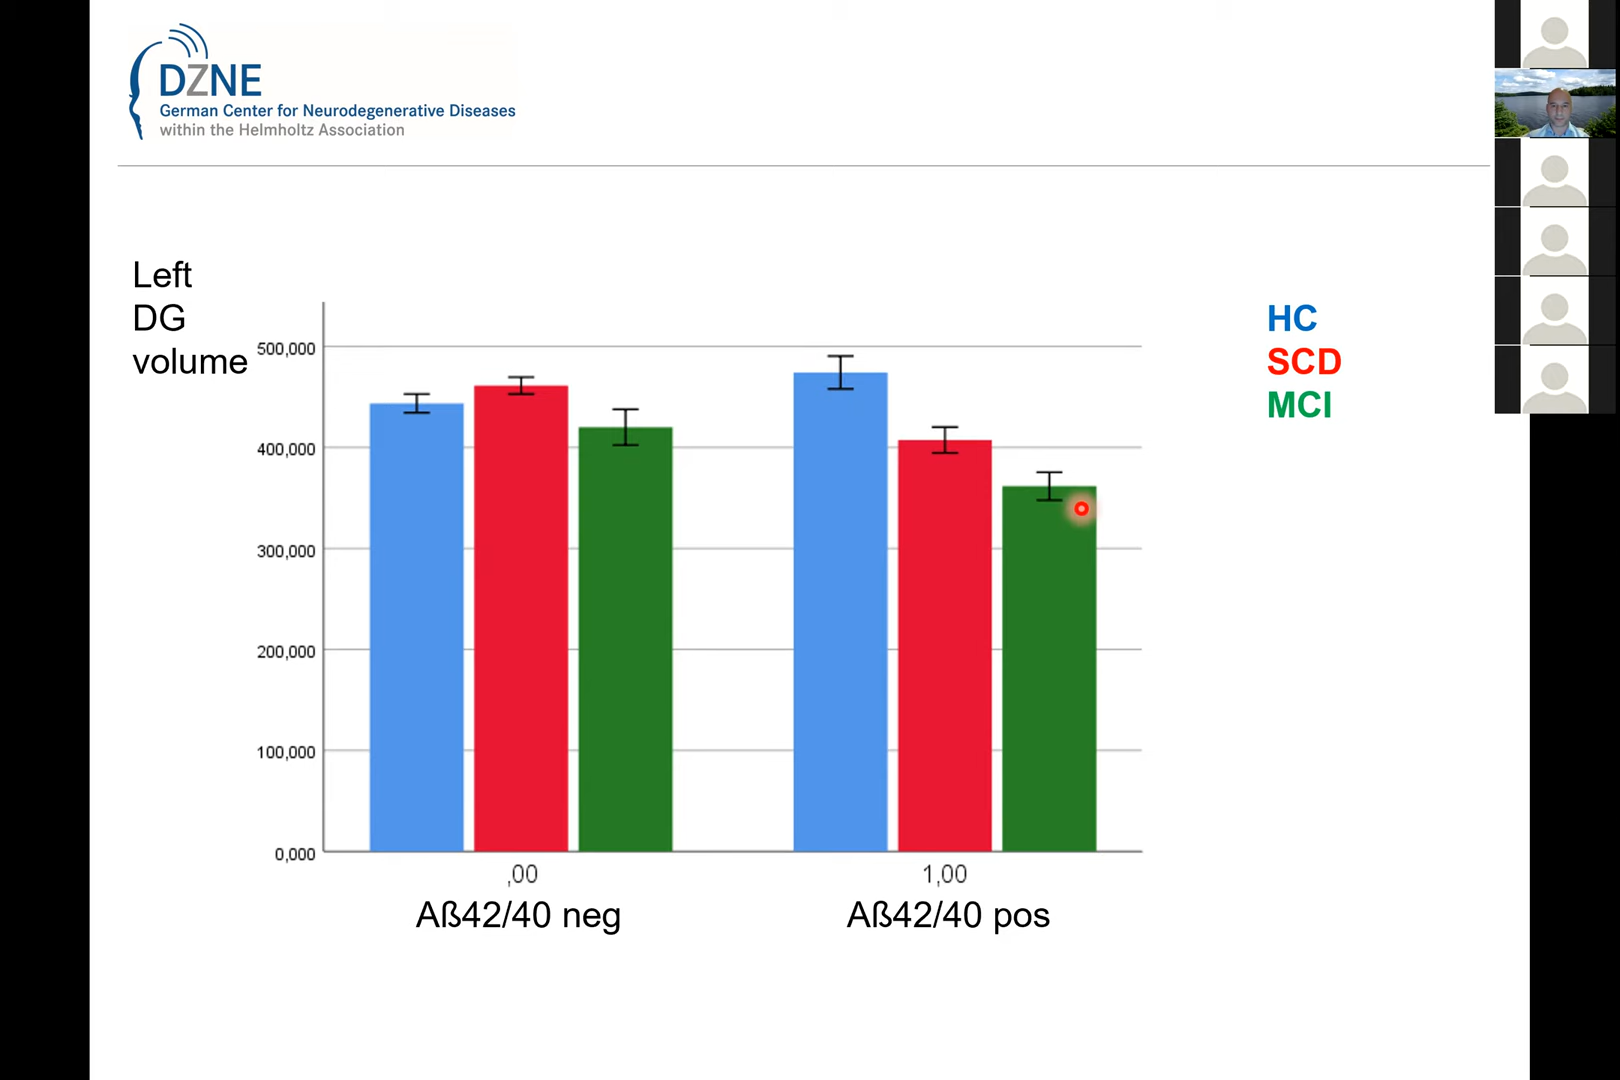 DZNE
German Center for Neurodegenerative Diseases
within the Helmholtz Association
Left
DG
volume
500,000
400,000
300,000
200,000
100,000
0,000
,00
1,00
Aß42/40 neg
Aß42/40 pos
HC
SCD
MCI